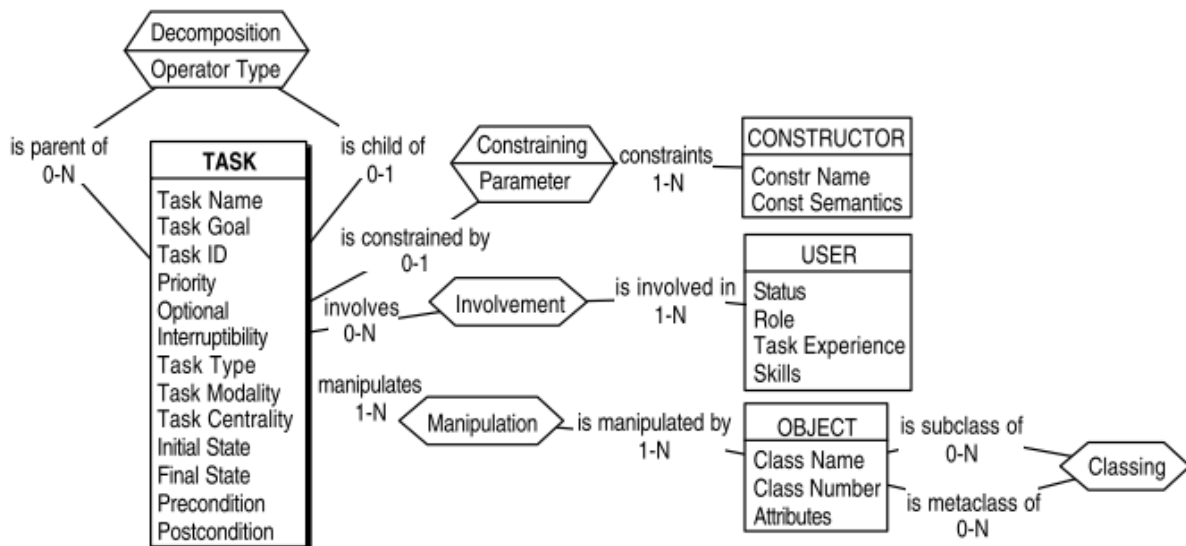 Decomposition
Operator Type
is parent of
0-N
is child of
0-1
TASK
Task Name
Task Goal
Task ID
Priority
Optional
Interruptibility
Task Type
Task Modality
Task Centrality
Initial State
Final State
Precondition
Postcondition
Constraining
Parameter
constraints
1-N
is constrained by
0-1
CONSTRUCTOR
Constr Name
Const Semantics
involves
0-N
Involvement
is involved in
1-N
USER
Status
Role
Task Experience
Skills
manipulates
1-N
Manipulation
is manipulated by
1-N
OBJECT
Class Name
Class Number
Attributes
is subclass of
0-N
is metaclass of
0-N
Classing